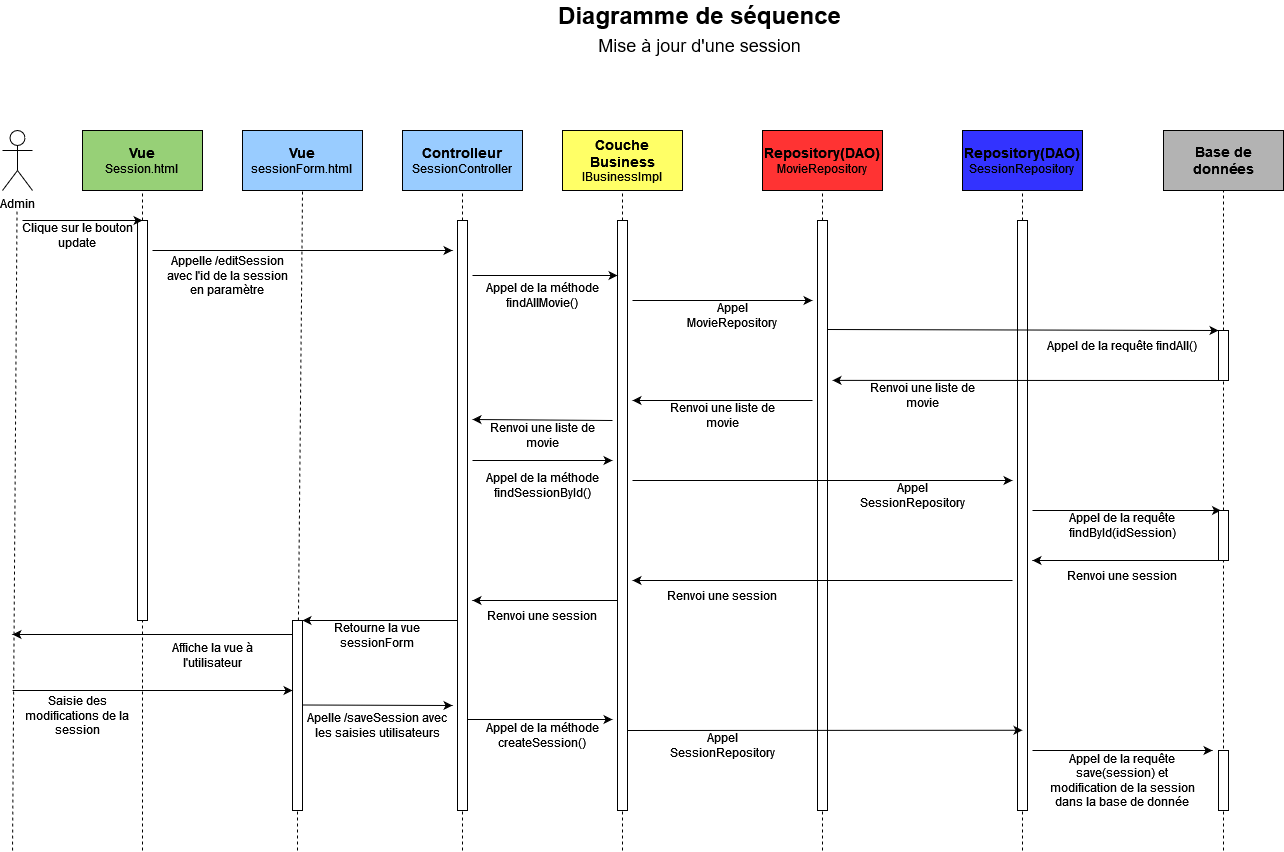 Diagramme de séquence
Mise à jour d'une session
Vue
Session.html
Vue
sessionForm.html
Controlleur
SessionController
Couche
Business
IBusinessImpl
Repository(DAO)
MovieRepository
Repository(DAO)
SessionRepository
Base de
données
Admin
Clique sur le bouton
update
Appelle /editSession
avec l'id de la session
en paramètre
Appel de la méthode
findAllMovie()
Appel
MovieRepository
Appel de la requête findAll()
Renvoi une liste de
movie
Renvoi une liste de
movie
Renvoi une liste de
movie
Appel de la méthode
findSessionById()
Appel
SessionRepository
Appel de la requête
findById(idSession)
Renvoi une session
Renvoi une session
Renvoi une session
Retourne la vue
sessionForm
Affiche la vue à
l'utilisateur
Saisie des
modifications de la
session
Apelle /saveSession avec
les saisies utilisateurs
Appel de la méthode
createSession()
Appel
SessionRepository
Appel de la requête
save(session) et
modification de la session
dans la base de donnée